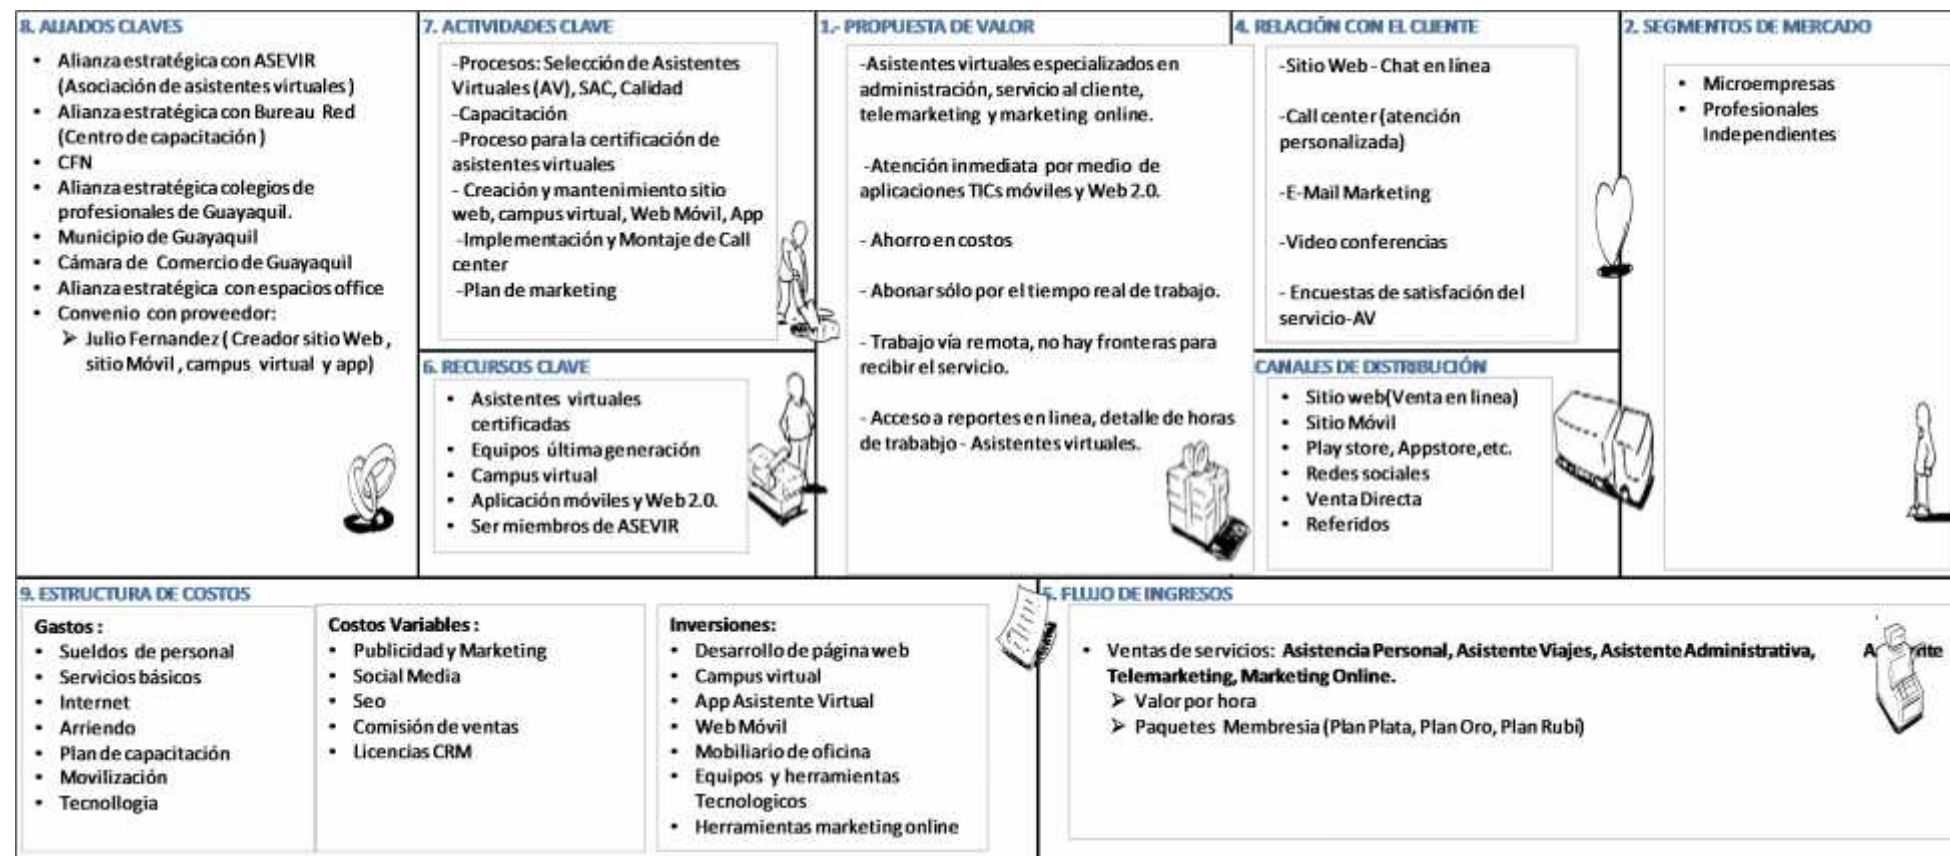 8. ALIADOS CLAVES
• Alianza estratégica con ASEVIR
(Asociación de asistentes virtuales)
• Alianza estratégica con Bureau Red
(Centro de capacitación)
• CFN
• Alianza estratégica colegios de
profesionales de Guayaquil.
• Municipio de Guayaquil
• Cámara de Comercio de Guayaquil
• Alianza estratégica con espacios office
• Convenio con proveedor:
➢ Julio Fernandez ( Creador sitio Web ,
sitio Móvil , campus virtual y app)
7. ACTIVIDADES CLAVE
-Procesos: Selección de Asistentes
Virtuales (AV), SAC, Calidad
-Capacitación
-Proceso para la certificación de
asistentes virtuales
- Creación y mantenimiento sitio
web, campus virtual, Web Móvil, App
-Implementación y Montaje de Call
center
-Plan de marketing
6. RECURSOS CLAVE
• Asistentes virtuales
certificadas
• Equipos última generación
• Campus virtual
• Aplicación móviles y Web 2.0.
• Ser miembros de ASEVIR
1.- PROPUESTA DE VALOR
-Asistentes virtuales especializados en
administración, servicio al cliente,
telemarketing y marketing online.
-Atención inmediata por medio de
aplicaciones TICs móviles y Web 2.0.
- Ahorro en costos
- Abonar sólo por el tiempo real de trabajo.
- Trabajo vía remota, no hay fronteras para
recibir el servicio.
- Acceso a reportes en linea, detalle de horas
de trababjo - Asistentes virtuales.
4. RELACIÓN CON EL CLIENTE
-Sitio Web - Chat en línea
-Call center (atención
personalizada)
-E-Mail Marketing
-Video conferencias
- Encuestas de satisfacción del
servicio-AV
CANALES DE DISTRIBUCIÓN
• Sitio web(Venta en linea)
• Sitio Móvil
• Play store, Appstore,etc.
• Redes sociales
• Venta Directa
• Referidos
2. SEGMENTOS DE MERCADO
• Microempresas
• Profesionales
Independientes
9. ESTRUCTURA DE COSTOS
Gastos :
• Sueldos de personal
• Servicios básicos
• Internet
• Arriendo
• Plan de capacitación
• Movilización
• Tecnollogia
Costos Variables :
• Publicidad y Marketing
• Social Media
• Seo
• Comisión de ventas
• Licencias CRM
Inversiones:
• Desarrollo de página web
• Campus virtual
• App Asistente Virtual
• Web Móvil
• Mobiliario de oficina
• Equipos y herramientas
Tecnologicos
• Herramientas marketing online
5. FLUJO DE INGRESOS
• Ventas de servicios: Asistencia Personal, Asistente Viajes, Asistente Administrativa,
Telemarketing, Marketing Online.
➢ Valor por hora
➢ Paquetes Membresia (Plan Plata, Plan Oro, Plan Rubí)